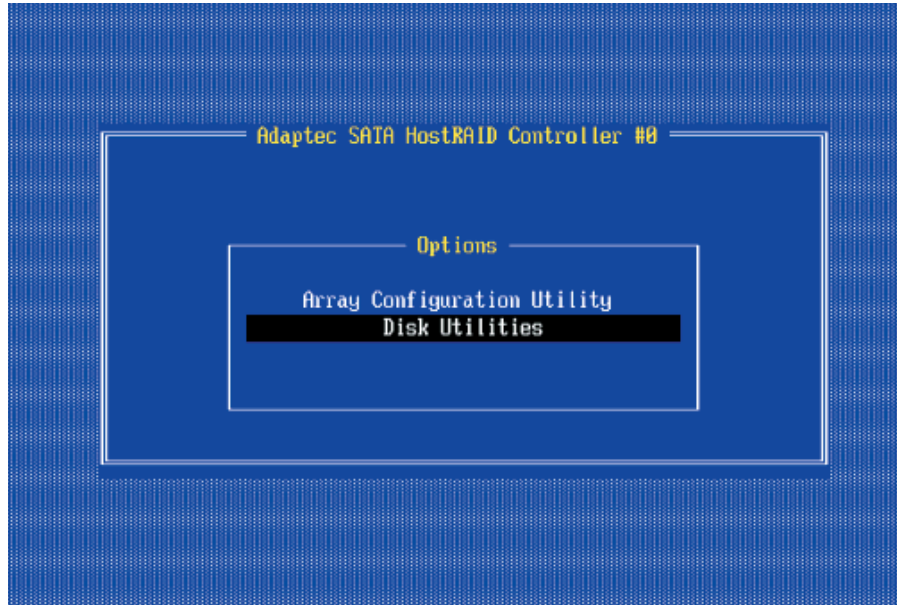 Adaptec SATA HostRAID Controller #0
Options
Array Configuration Utility
Disk Utilities